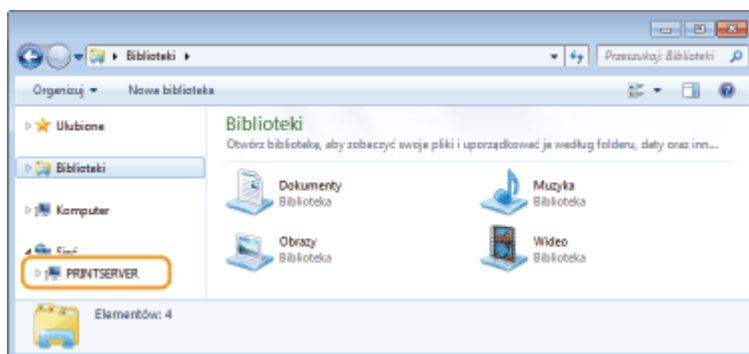 Biblioteki
Przeszukaj: Biblioteki
Organizuj
Nowa biblioteka
Ulubione
Biblioteki
Komputer
Sieć
PRINTSERVER
Biblioteki
Otwórz bibliotekę, aby zobaczyć swoje pliki i uporządkować je według folderu, daty oraz inn...
Dokumenty
Biblioteka
Muzyka
Biblioteka
Obrazy
Biblioteka
Wideo
Biblioteka
Elementów: 4